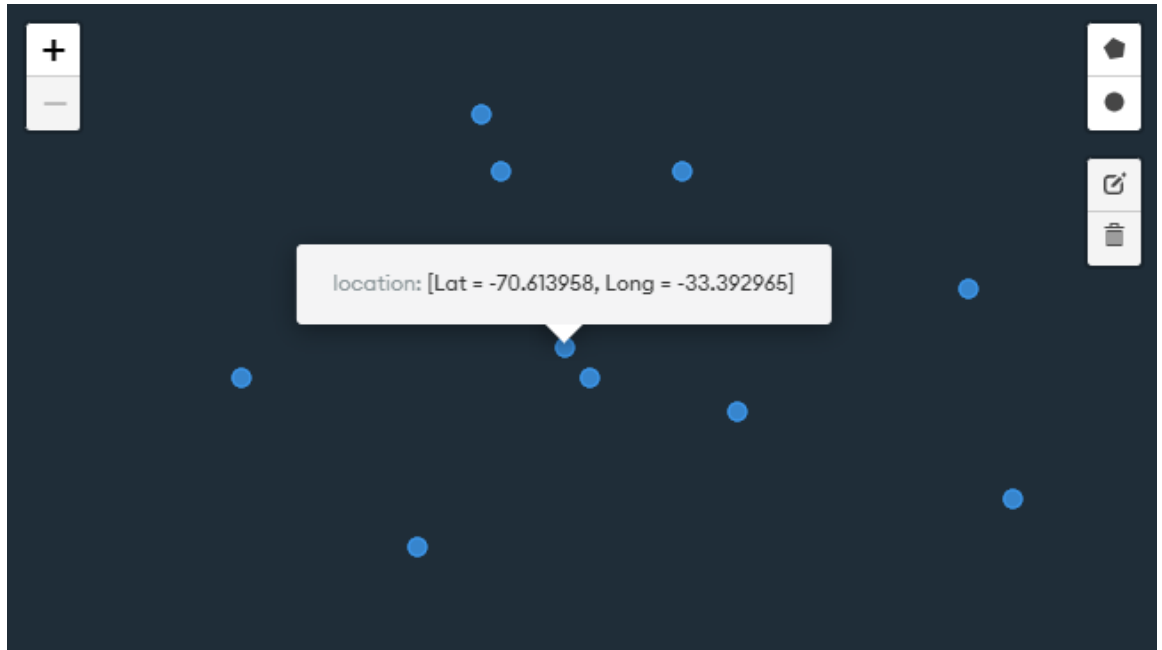 +
−
location: [Lat = -70.613958, Long = -33.392965]